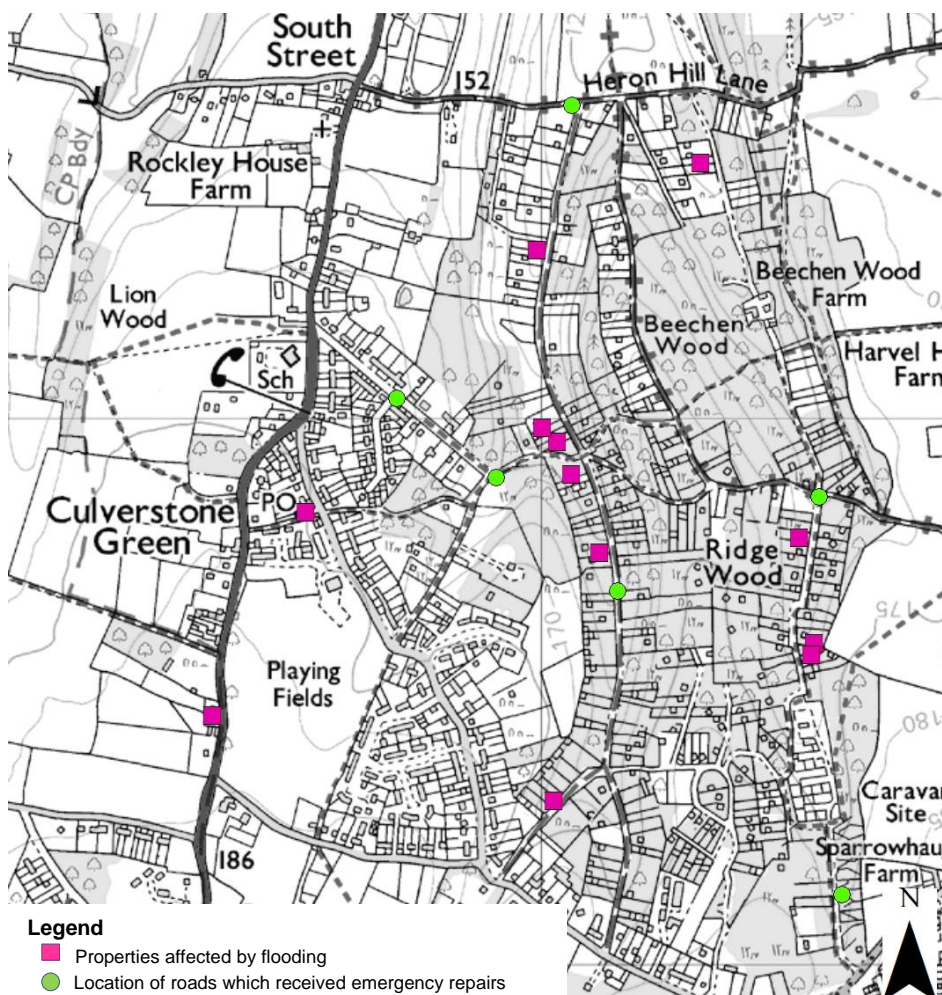 South
Street
152
Heron Hill Lane
165
Rockley House
Farm
CP Bdy
Lion
Wood
Sch
Beechen Wood
Farm
Beechen
Wood
Harvel H
Farm
PO
Culverstone
Green
Ridge
Wood
175
170
Playing
Fields
180
Caravan
Site
Sparrowhau
Farm
186
N
Legend
Properties affected by flooding
Location of roads which received emergency repairs